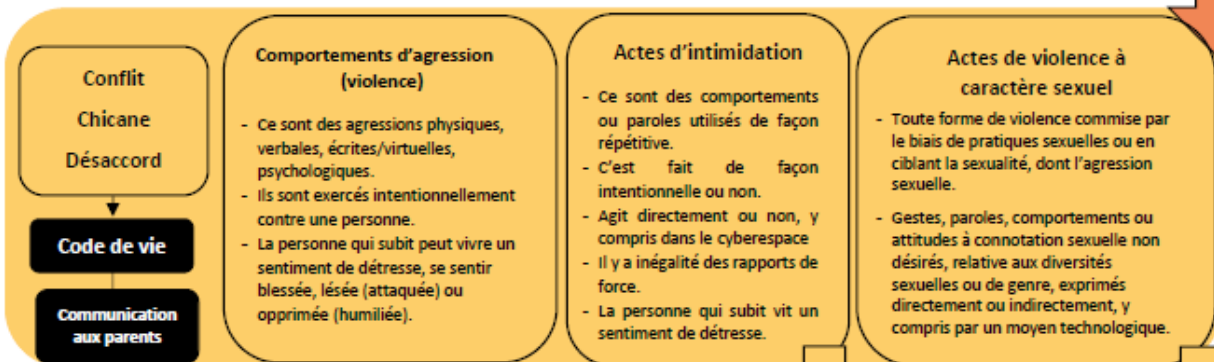 Conflit
Chicane
Désaccord
Code de vie
Communication
aux parents
Comportements d'agression
(violence)
- Ce sont des agressions physiques,
verbales, écrites/virtuelles,
psychologiques.
- Ils sont exercés intentionnellement
contre une personne.
- La personne qui subit peut vivre un
sentiment de détresse, se sentir
blessée, lésée (attaquée) ou
opprimée (humiliée).
Actes d'intimidation
- Ce sont des comportements
ou paroles utilisés de façon
répétitive.
- C'est fait de façon
intentionnelle ou non.
- Agit directement ou non, y
compris dans le cyberespace
- Il y a inégalité des rapports de
force.
- La personne qui subit vit un
sentiment de détresse.
Actes de violence à
caractère sexuel
- Toute forme de violence commise par
le biais de pratiques sexuelles ou en
ciblant la sexualité, dont l'agression
sexuelle.
- Gestes, paroles, comportements ou
attitudes à connotation sexuelle non
désirés, relative aux diversités
sexuelles ou de genre, exprimés
directement ou indirectement, y
compris par un moyen technologique.